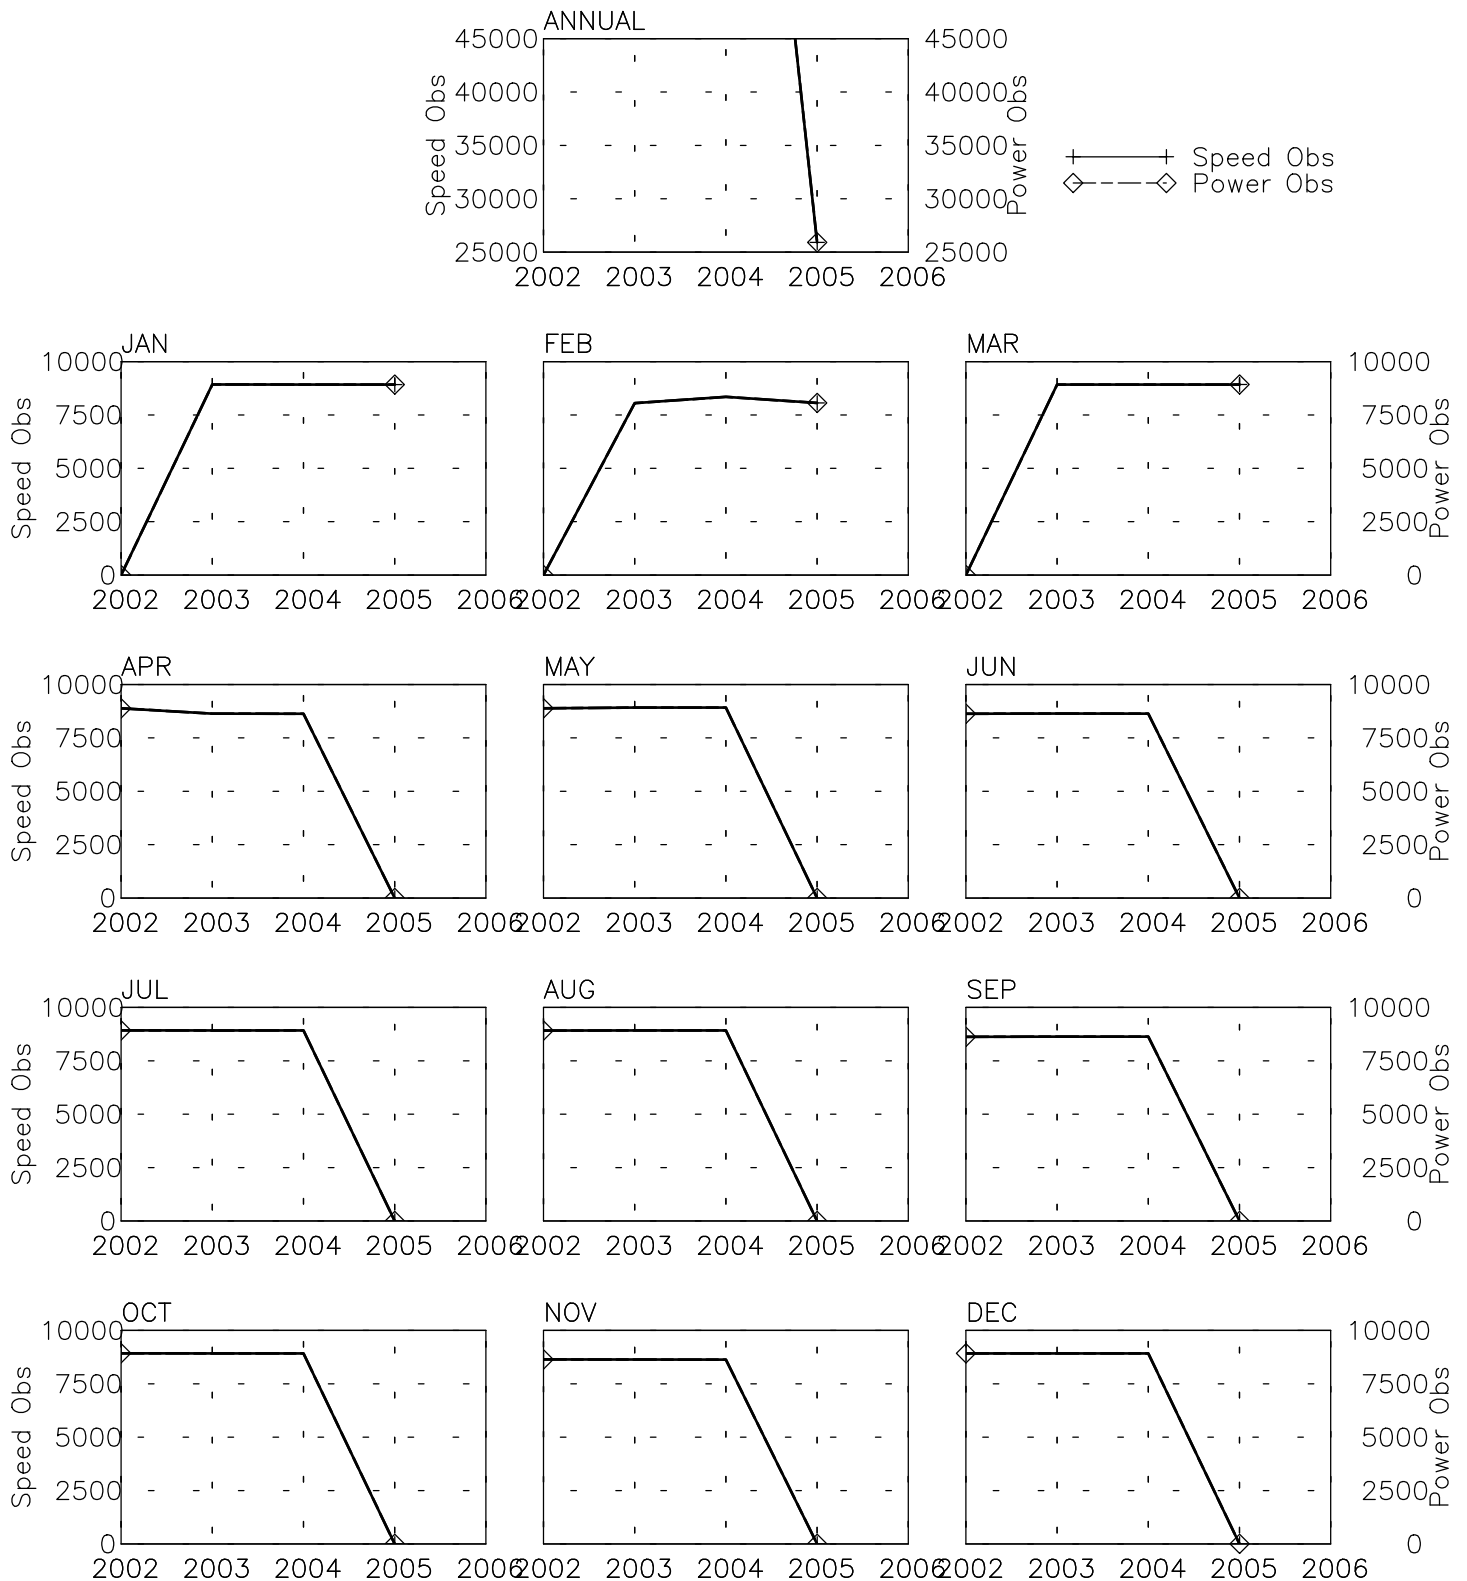 ANNUAL
45000 45000
40000 40000
35000 35000
30000 30000
25000 25000
Speed Obs
Power Obs
2002 2003 2004 2005 2006
Speed Obs
Power Obs
JAN FEB MAR
10000 10000
7500 7500
5000 5000
2500 2500
0 0
Speed Obs
Power Obs
2002 2003 2004 2005 2006 2002 2003 2004 2005 2006 2002 2003 2004 2005 2006
APR MAY JUN
10000 10000
7500 7500
5000 5000
2500 2500
0 0
Speed Obs
Power Obs
2002 2003 2004 2005 2006 2002 2003 2004 2005 2006 2002 2003 2004 2005 2006
JUL AUG SEP
10000 10000
7500 7500
5000 5000
2500 2500
0 0
Speed Obs
Power Obs
2002 2003 2004 2005 2006 2002 2003 2004 2005 2006 2002 2003 2004 2005 2006
OCT NOV DEC
10000 10000
7500 7500
5000 5000
2500 2500
0 0
Speed Obs
Power Obs
2002 2003 2004 2005 2006 2002 2003 2004 2005 2006 2002 2003 2004 2005 2006